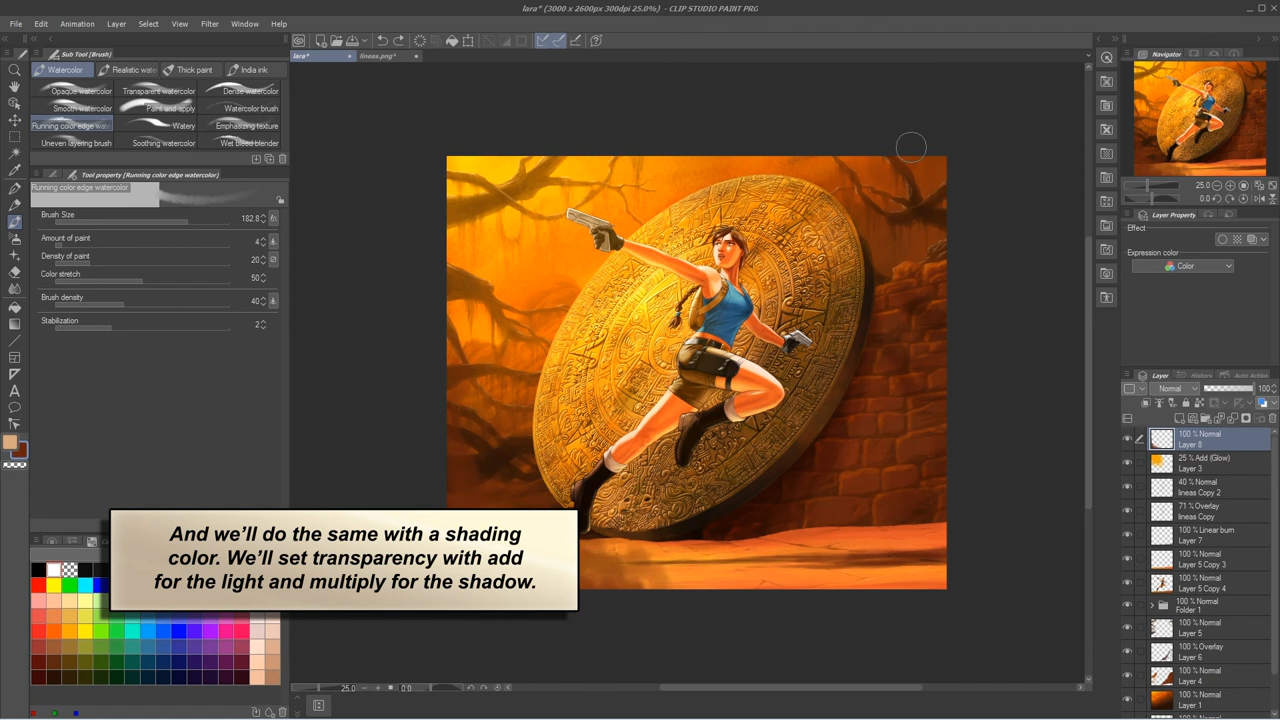 lara* (3000 x 2600px 300dpi 25.0%) - CLIP STUDIO PAINT PRO
File Edit Animation Layer Select View Filter Window Help
Sub Tool [Brush]
lara*
lineas.png*
Navigator
Watercolor
Realistic wate
Thick paint
India ink
Opaque watercolor
Transparent watercolor
Dense watercolor
Smooth watercolor
Paint and apply
Watercolor brush
Running color edge wate
Watery
Emphasizing texture
Uneven layering brush
Soothing watercolor
Wet bleed blender
Tool property (Running color edge watercolor)
Running color edge watercolor
Brush Size 182.8
Amount of paint 4
Density of paint 20
Color stretch 50
Brush density 40
Stabilization 2
25.0
0.0
Layer Property
Effect
Expression color
Color
Layer History Auto Action
Normal 100
100 % Normal
Layer 8
25 % Add (Glow)
Layer 3
40 % Normal
lineas Copy 2
71 % Overlay
lineas Copy
100 % Linear burn
Layer 7
100 % Normal
Layer 5 Copy 3
100 % Normal
Layer 5 Copy 4
100 % Normal
Folder 1
100 % Normal
Layer 5
100 % Overlay
Layer 6
100 % Normal
Layer 4
100 % Normal
Layer 1
And we'll do the same with a shading
color. We'll set transparency with add
for the light and multiply for the shadow.
25.0
0.0